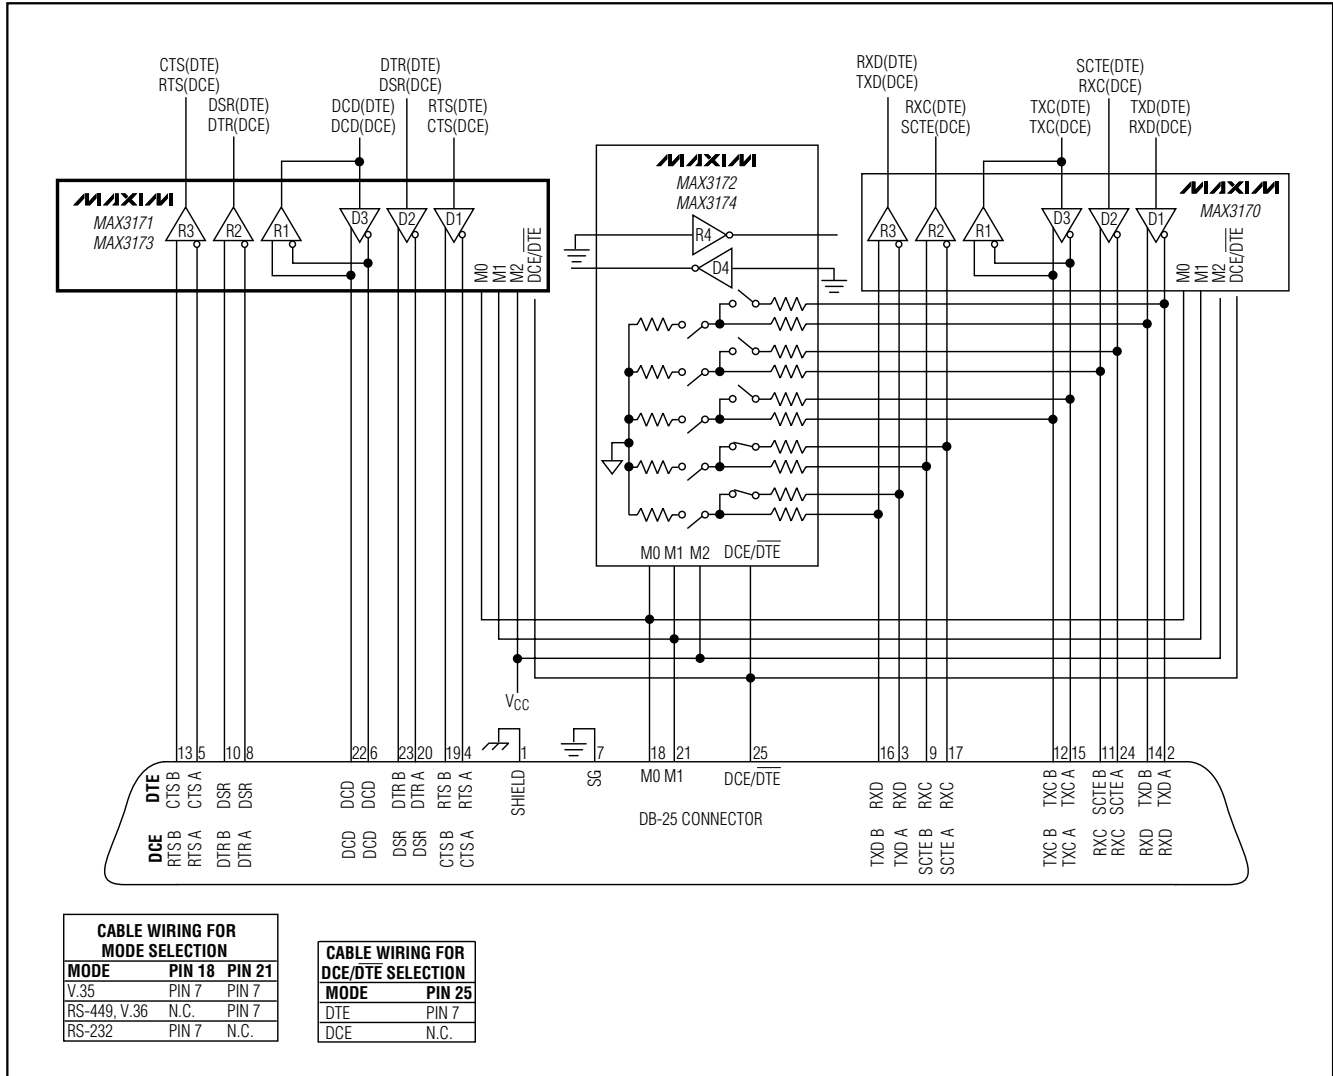 CTS(DTE)
RTS(DCE)
DSR(DTE)
DTR(DCE)
DCD(DTE)
DCD(DCE)
DTR(DTE)
DSR(DCE)
RTS(DTE)
CTS(DCE)
RXD(DTE)
TXD(DCE)
RXC(DTE)
SCTE(DCE)
TXC(DTE)
TXC(DCE)
SCTE(DTE)
RXC(DCE)
TXD(DTE)
RXD(DCE)
MAXIM
MAX3171
MAX3173
R3
R2
R1
D3
D2
D1
M0
M1
M2
DCE/DTE
MAXIM
MAX3172
MAX3174
R4
D4
M0 M1 M2 DCE/DTE
MAXIM
MAX3170
R3
R2
R1
D3
D2
D1
M0
M1
M2
DCE/DTE
VCC
13 5 10 8 22 6 23 20 19 4 1 7 18 21 25 16 3 9 17 12 15 11 24 14 2
DTE
CTS B
CTS A
DSR
DSR
DCD
DCD
DTR B
DTR A
RTS B
RTS A
SHIELD
SG
M0 M1
DCE/DTE
RXD
RXD
RXC
RXC
TXC B
TXC A
SCTE B
SCTE A
TXD B
TXD A
DB-25 CONNECTOR
DCE
RTS B
RTS A
DTR B
DTR A
DCD
DCD
DSR
DSR
CTS B
CTS A
TXD B
TXD A
SCTE B
SCTE A
TXC B
TXC A
RXC
RXC
RXD
RXD
CABLE WIRING FOR
MODE SELECTION
MODE PIN 18 PIN 21
V.35 PIN 7 PIN 7
RS-449, V.36 N.C. PIN 7
RS-232 PIN 7 N.C.
CABLE WIRING FOR
DCE/DTE SELECTION
MODE PIN 25
DTE PIN 7
DCE N.C.